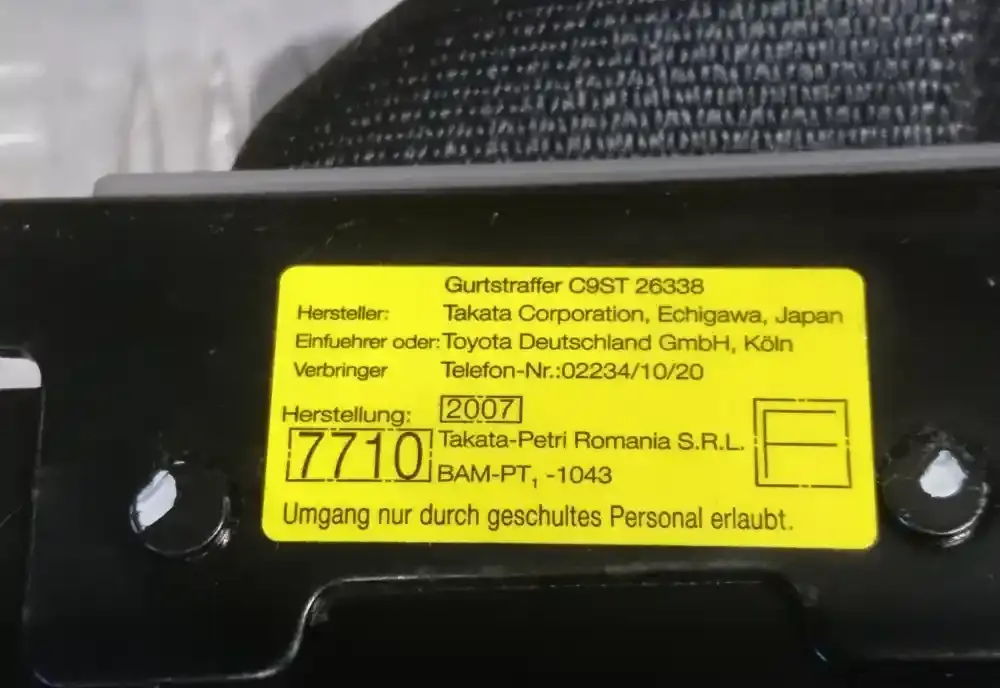 Gurtstraffer C9ST 26338
Hersteller: Takata Corporation, Echigawa, Japan
Einfuehrer oder: Toyota Deutschland GmbH, Köln
Verbringer Telefon-Nr.:02234/10/20
Herstellung: 2007
7710 Takata-Petri Romania S.R.L.
BAM-PT, -1043
F
Umgang nur durch geschultes Personal erlaubt.